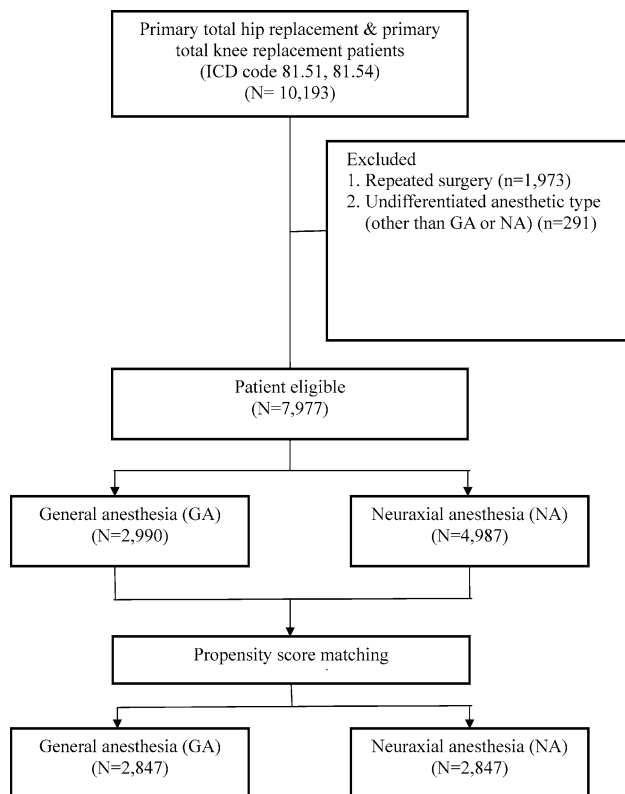 Primary total hip replacement & primary
total knee replacement patients
(ICD code 81.51, 81.54)
(N= 10,193)
Excluded
1. Repeated surgery (n=1,973)
2. Undifferentiated anesthetic type
(other than GA or NA) (n=291)
Patient eligible
(N=7,977)
General anesthesia (GA)
(N=2,990)
Neuraxial anesthesia (NA)
(N=4,987)
Propensity score matching
General anesthesia (GA)
(N=2,847)
Neuraxial anesthesia (NA)
(N=2,847)